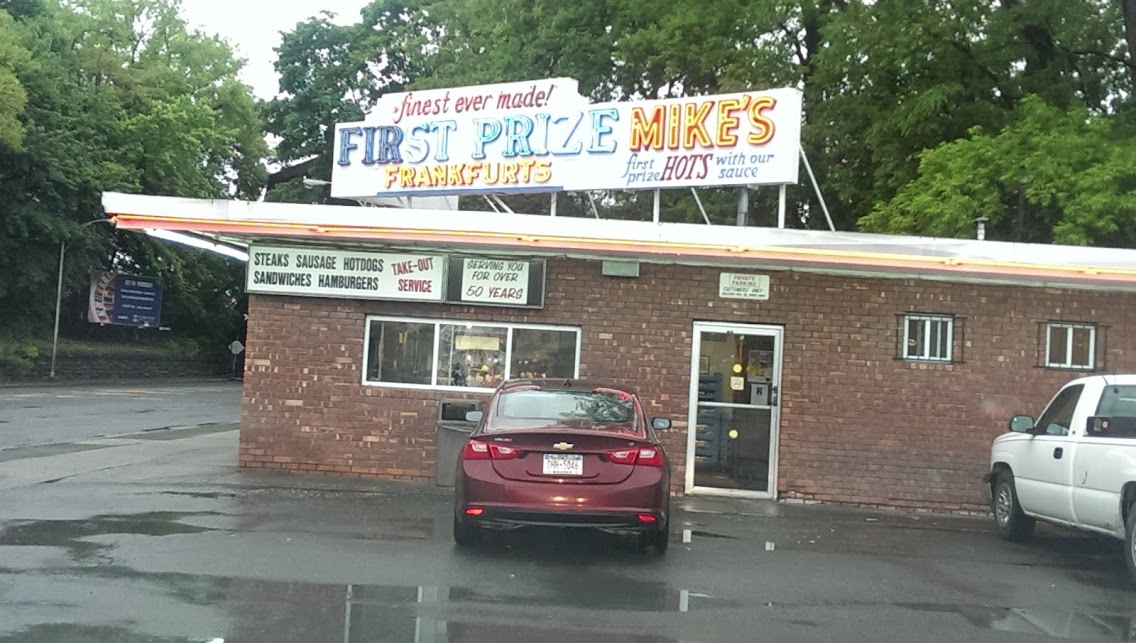 finest ever made!
FIRST PRIZE
FRANKFURTS
MIKE'S
first prize HOTS with our sauce
STEAKS SAUSAGE HOTDOGS
SANDWICHES HAMBURGERS
TAKE-OUT
SERVICE
SERVING YOU
FOR OVER
50 YEARS
PRIVATE
PARKING
CUSTOMERS ONLY